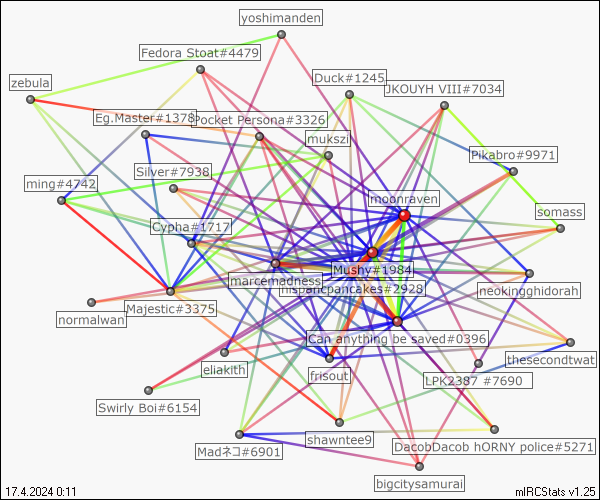 yoshimanden
Fedora Stoat#4479
zebula
Duck#1245
JKOUYH VIII#7034
Eg.Master#1378
Pocket Persona#3326
mukszi
Pikabro#9971
Silver#7938
ming#4742
moonraven
somass
Cypha#1717
Mushy#1984
marcemadness
hispanicpancakes#2928
neokingghidorah
Majestic#3375
normalwan
Can anything be saved#0396
thesecondtwat
eliakith
frisout
LPK2387 #7690
Swirly Boi#6154
shawntee9
DacobDacob hORNY police#5271
Madネコ#6901
bigcitysamurai
17.4.2024 0:11
mIRCStats v1.25